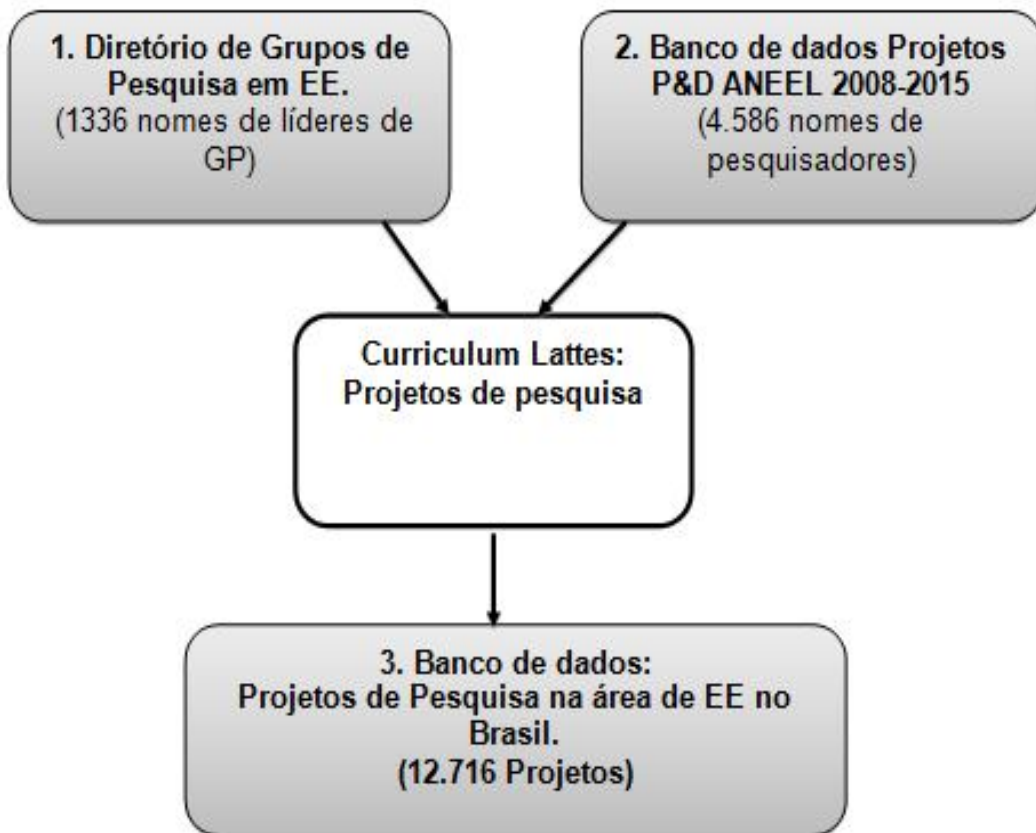 1. Diretório de Grupos de
Pesquisa em EE.
(1336 nomes de líderes de
GP)
2. Banco de dados Projetos
P&D ANEEL 2008-2015
(4.586 nomes de
pesquisadores)
Curriculum Lattes:
Projetos de pesquisa
3. Banco de dados:
Projetos de Pesquisa na área de EE no
Brasil.
(12.716 Projetos)